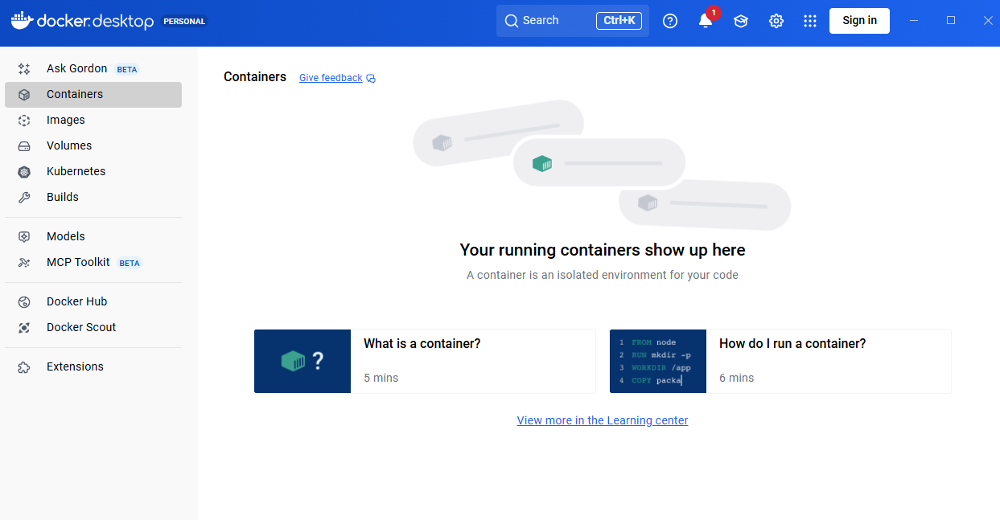 docker.desktop PERSONAL
Search Ctrl+K
1
Sign in
Ask Gordon BETA
Containers
Images
Volumes
Kubernetes
Builds
Models
MCP Toolkit BETA
Docker Hub
Docker Scout
Extensions
Containers Give feedback
Your running containers show up here
A container is an isolated environment for your code
?
What is a container?
5 mins
1 FROM node
2 RUN mkdir -p
3 WORKDIR /app
4 COPY packa
How do I run a container?
6 mins
View more in the Learning center